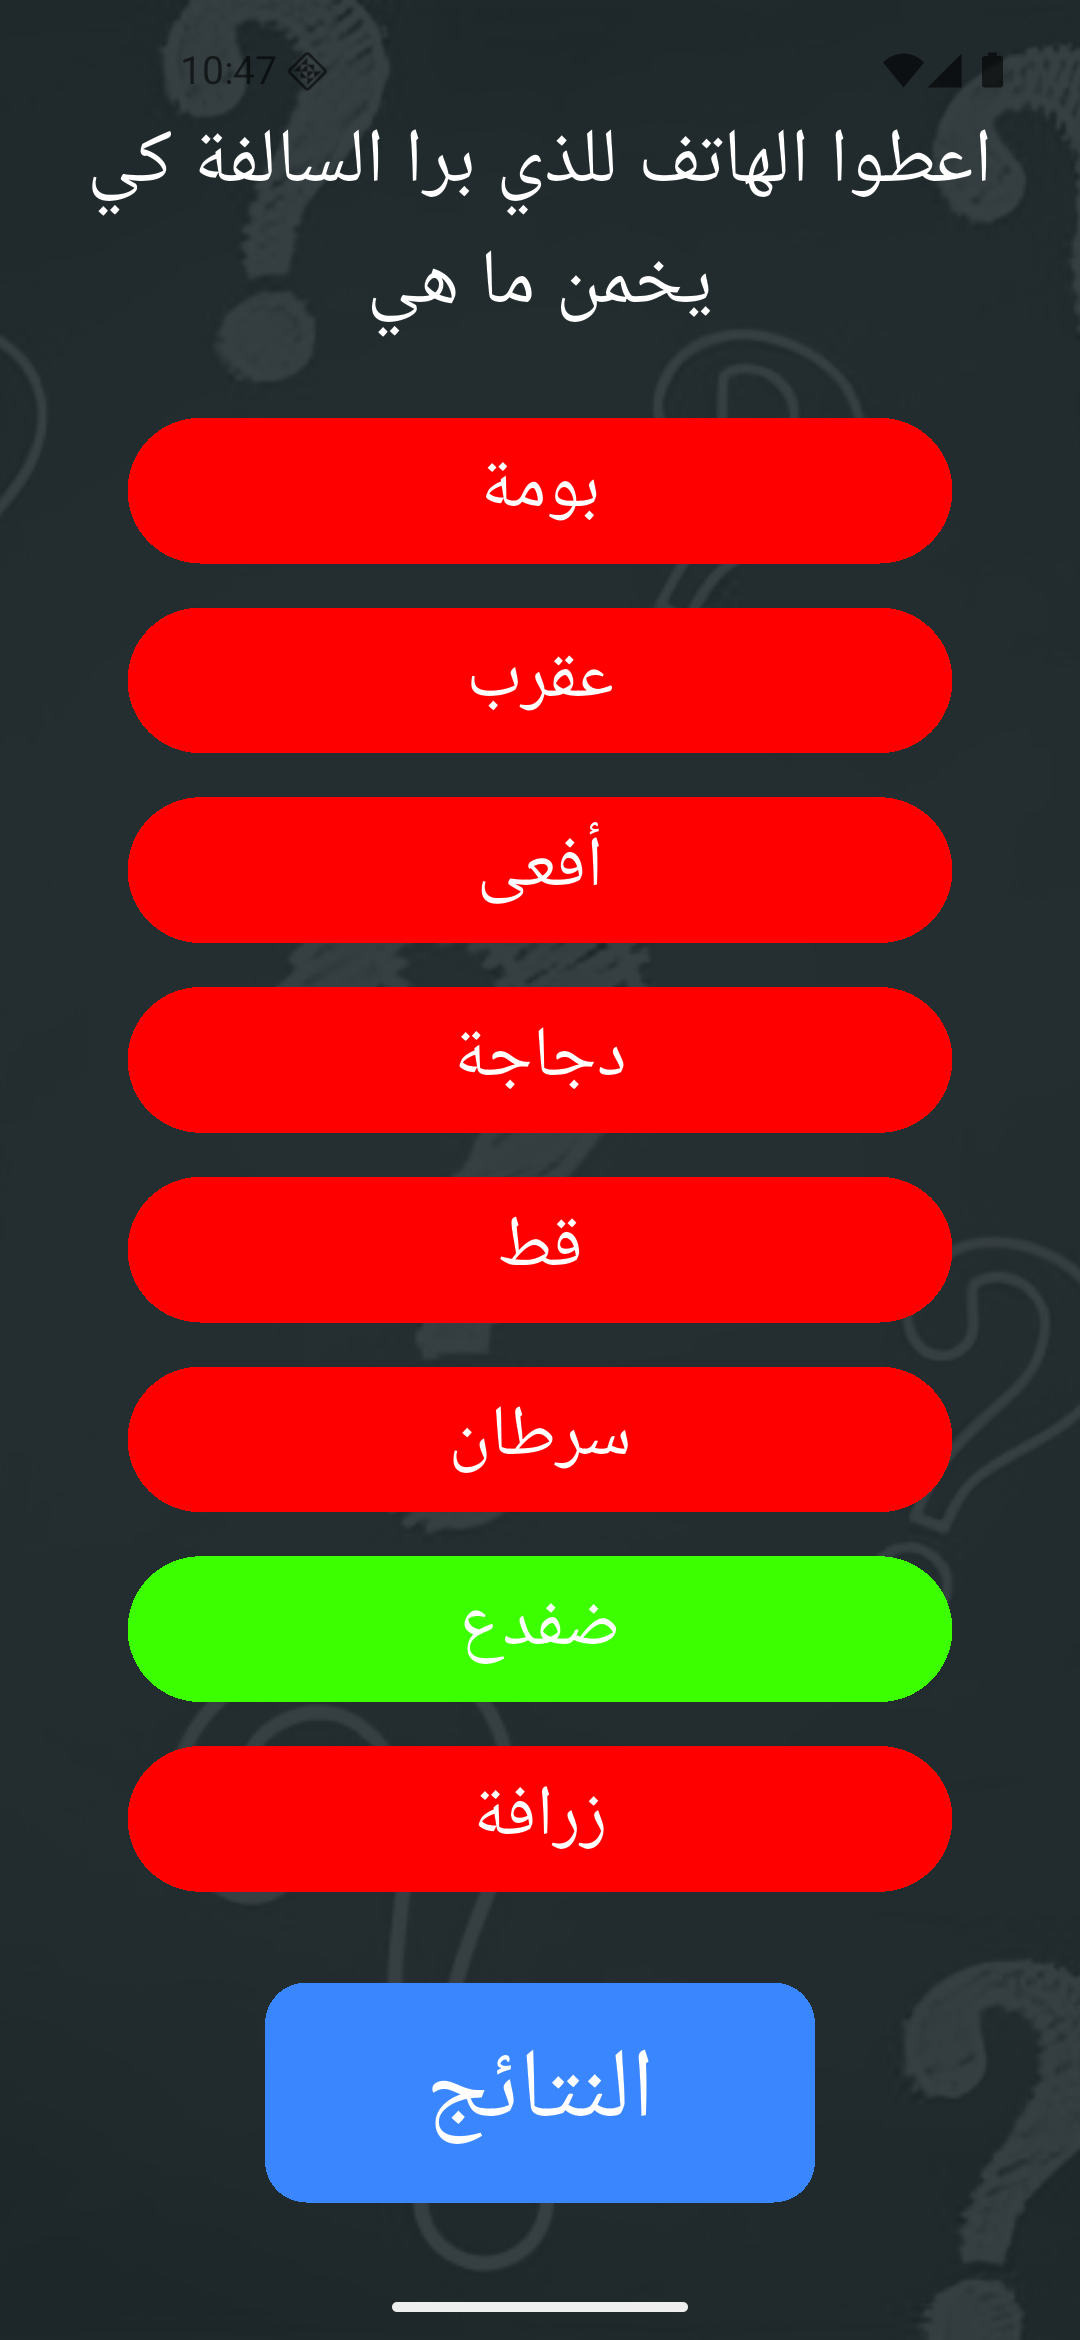 10:47
اعطوا الهاتف للذي برا السالفة كي
يخمن ما هي
بومة
عقرب
أفعى
دجاجة
قط
سرطان
ضفدع
زرافة
النتائج